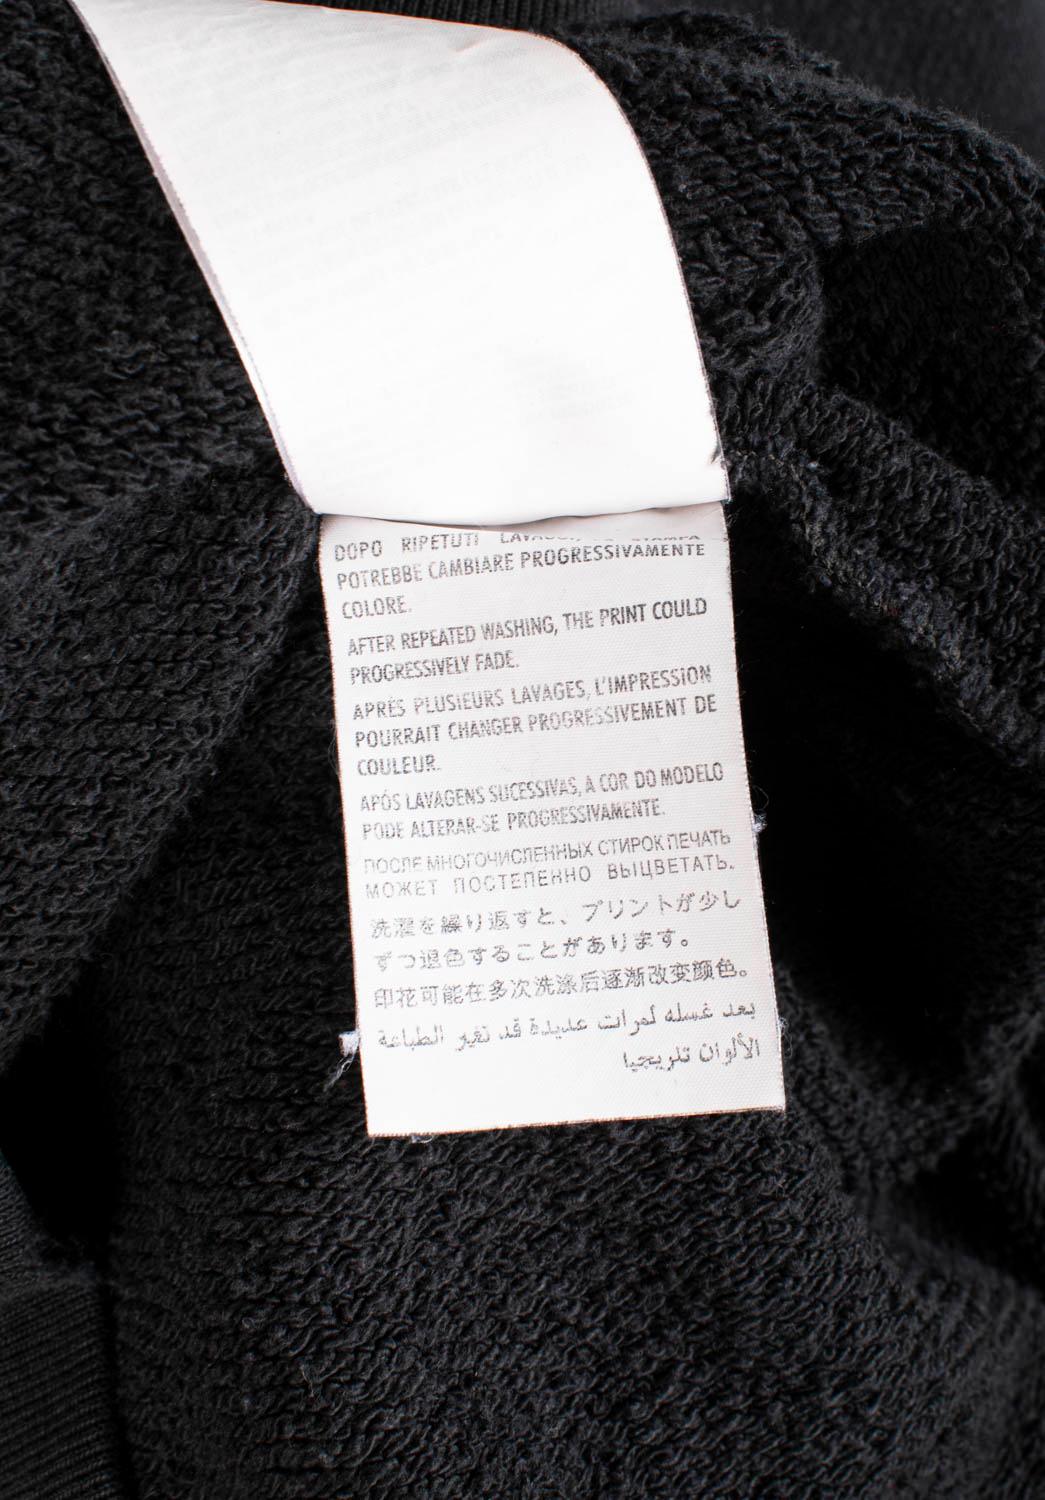 DOPO RIPETUTI
POTREBBE CAMBIARE PROGRESSIVAMENTE
COLORE.
AFTER REPEATED WASHING, THE PRINT COULD
PROGRESSIVELY FADE.
APRÈS PLUSIEURS LAVAGES, L'IMPRESSION
POURRAIT CHANGER PROGRESSIVEMENT DE
COULEUR.
APÓS LAVAGENS SUCESSIVAS, A COR DO MODELO
PODE ALTERAR-SE PROGRESSIVAMENTE.
ПОСЛЕ МНОГОЧИСЛЕННЫХ СТИРОК ПЕЧАТЬ
МОЖЕТ ПОСТЕПЕННО ВЫЦВЕТАТЬ.
洗濯を繰り返すと、プリントが少し
ずつ退色することがあります。
印花可能在多次洗涤后逐渐改变颜色。
بعد غسله لمرات عديدة قد تغير الطباعة
الألوان تدريجيا